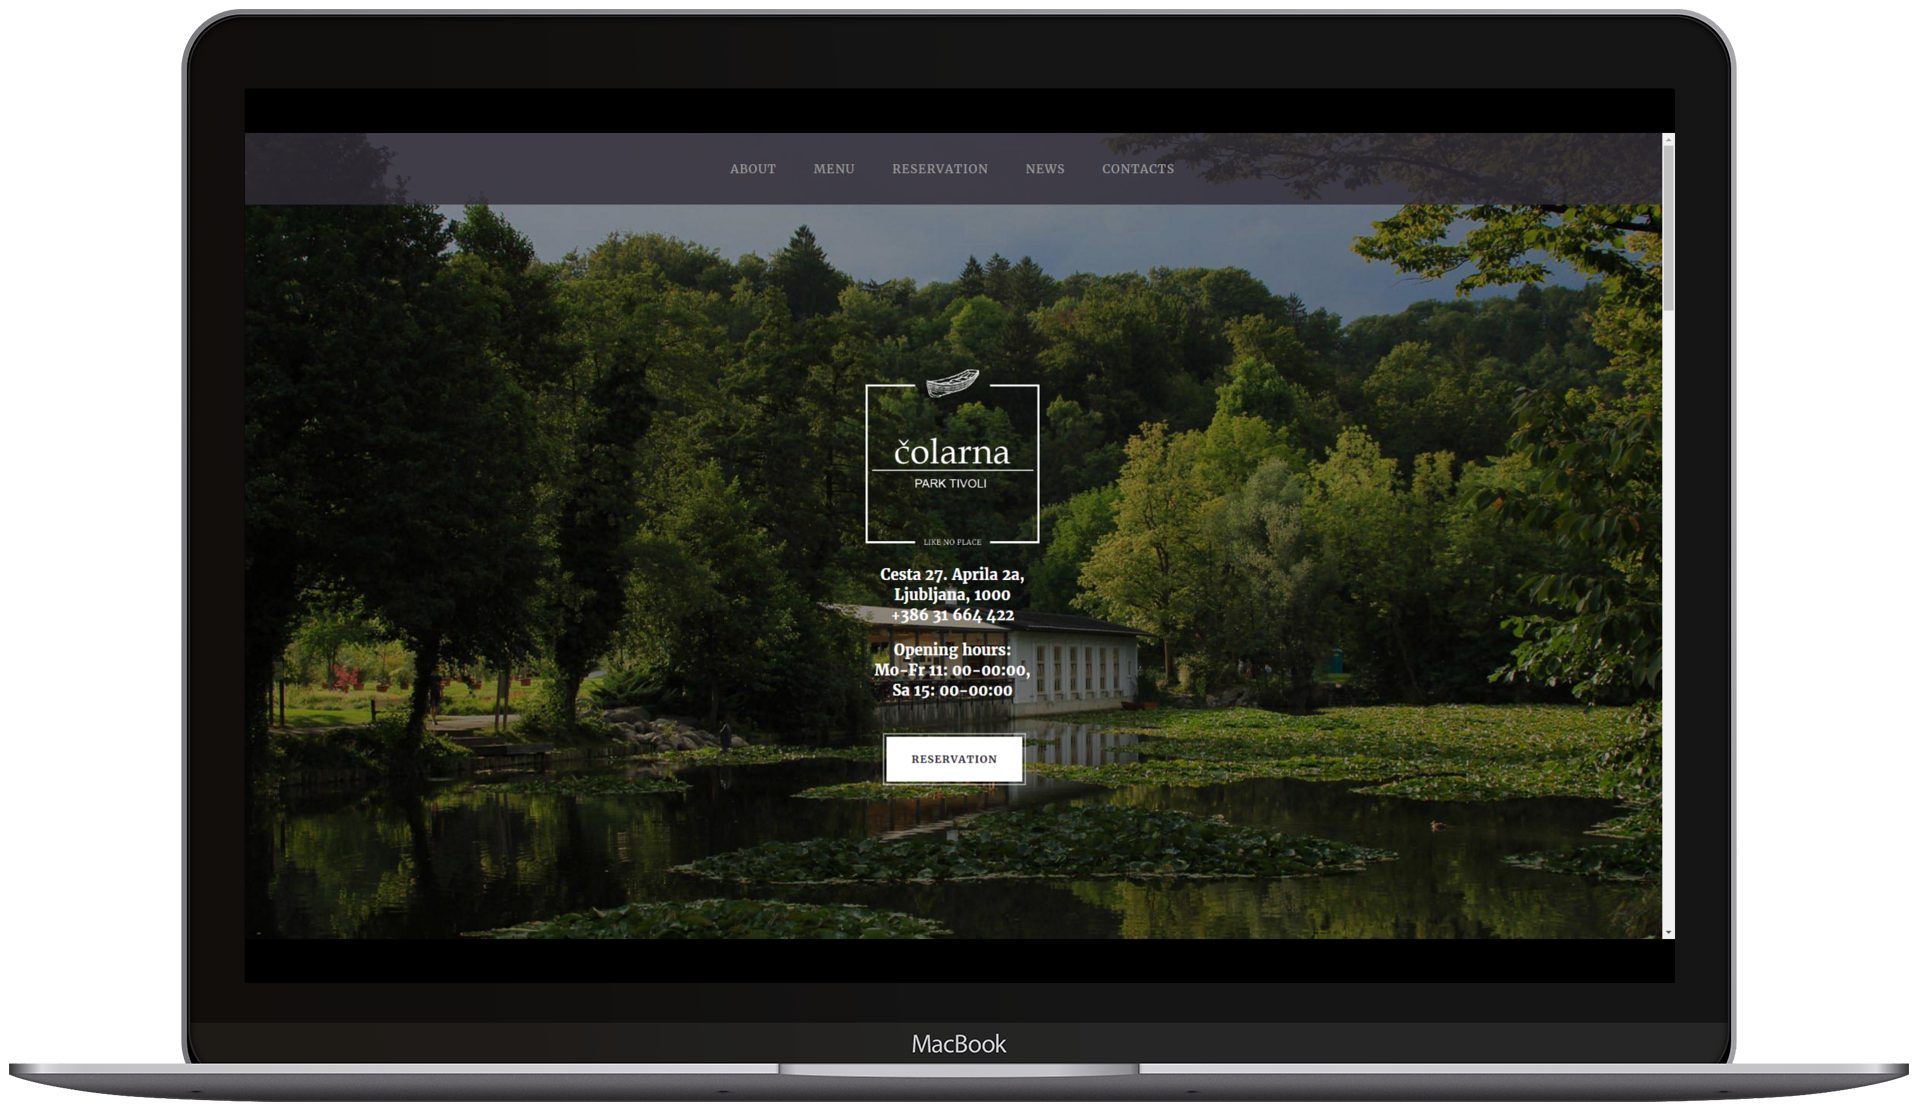 ABOUT MENU RESERVATION NEWS CONTACTS
čolarna
PARK TIVOLI
LIKE NO PLACE
Cesta 27. Aprila 2a,
Ljubljana, 1000
+386 31 664 422
Opening hours:
Mo-Fr 11: 00-00:00,
Sa 15: 00-00:00
RESERVATION
MacBook